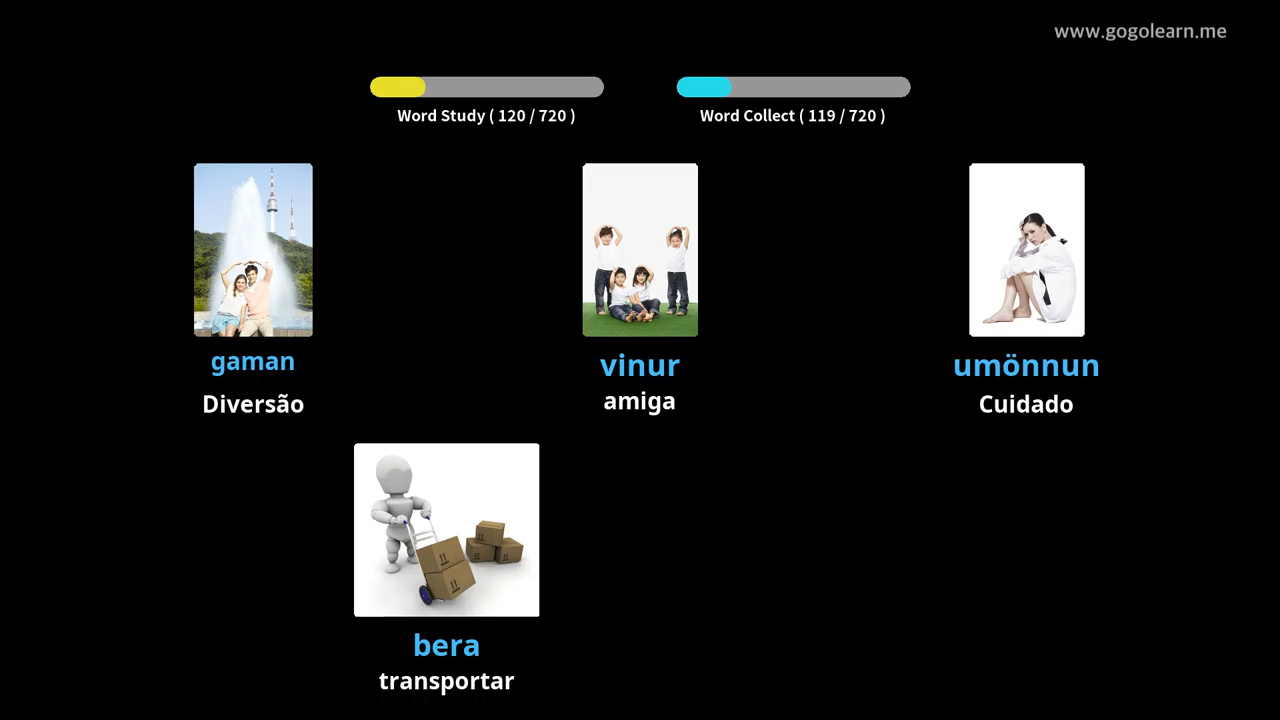 www.gogolearn.me
Word Study ( 120 / 720 )
Word Collect ( 119 / 720 )
gaman
Diversão
vinur
amiga
umönnun
Cuidado
bera
transportar